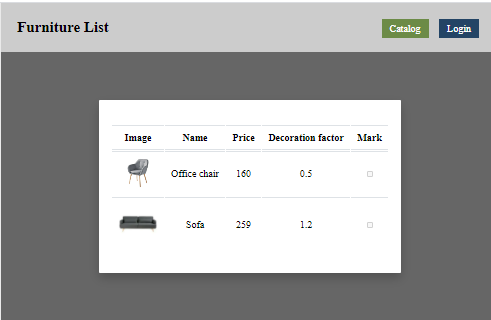 Furniture List
Catalog
Login
Image Name Price Decoration factor Mark
Office chair 160 0.5
Sofa 259 1.2